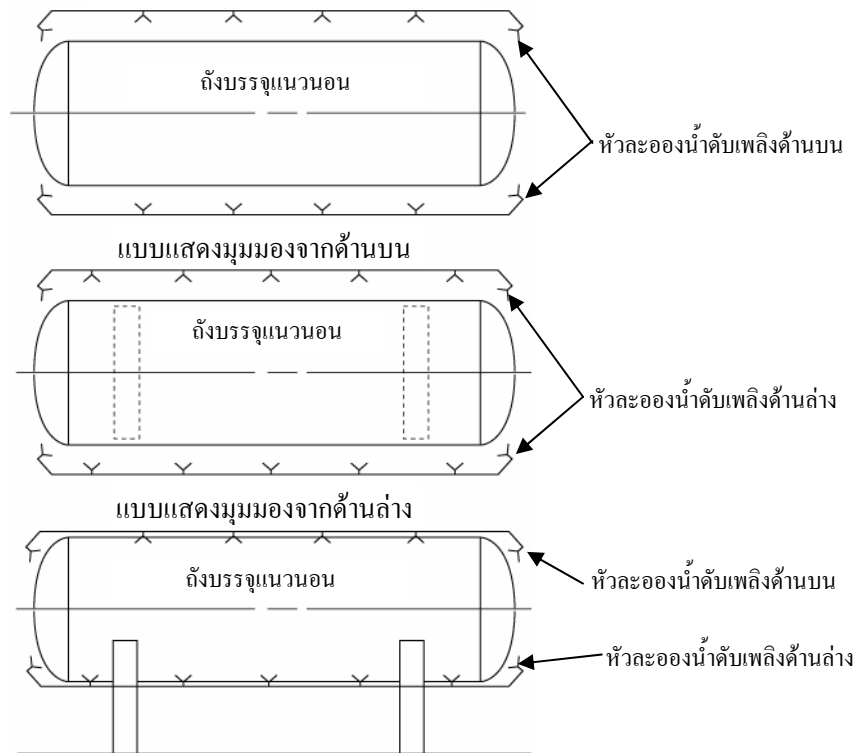 ถังบรรจุแนวนอน
หัวละอองน้ำดับเพลิงด้านบน
แบบแสดงมุมมองจากด้านบน
ถังบรรจุแนวนอน
หัวละอองน้ำดับเพลิงด้านล่าง
แบบแสดงมุมมองจากด้านล่าง
ถังบรรจุแนวนอน
หัวละอองน้ำดับเพลิงด้านบน
หัวละอองน้ำดับเพลิงด้านล่าง